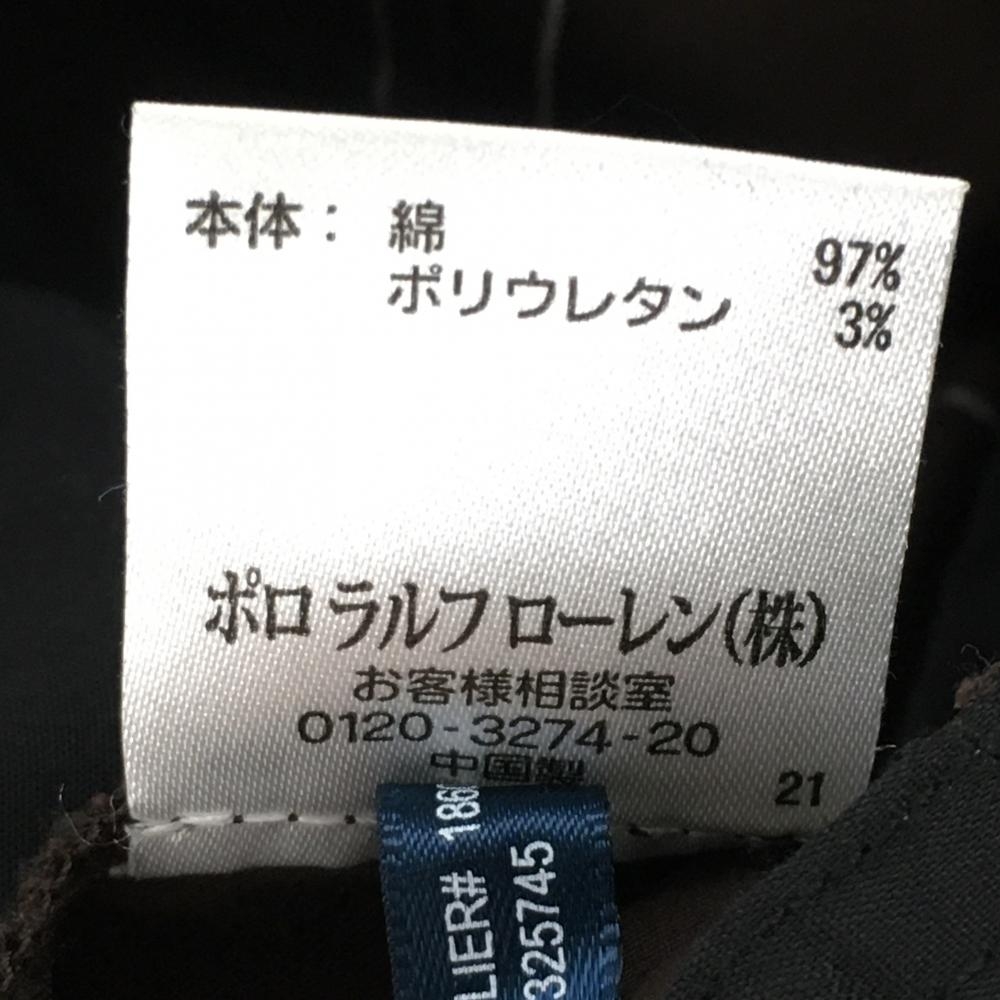 本体： 綿 97%
ポリウレタン 3%
ポロ ラルフ ローレン(株)
お客様相談室
0120-3274-20
中国製
21
LIER# 186
325745